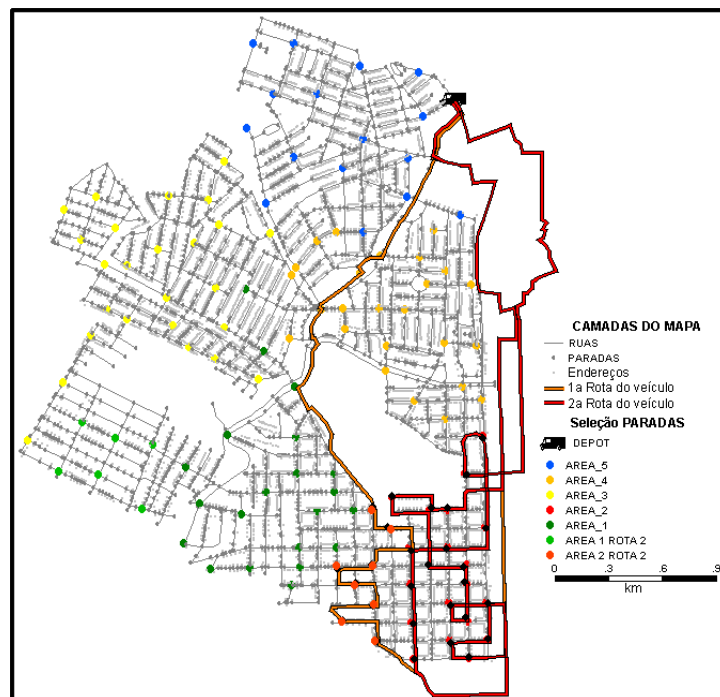 CAMADAS DO MAPA
RUAS
PARADAS
Endereços
1a Rota do veículo
2a Rota do veículo
Seleção PARADAS
DEPOT
AREA_5
AREA_4
AREA_3
AREA_2
AREA_1
AREA 1 ROTA 2
AREA 2 ROTA 2
0 .3 .6 .9
km